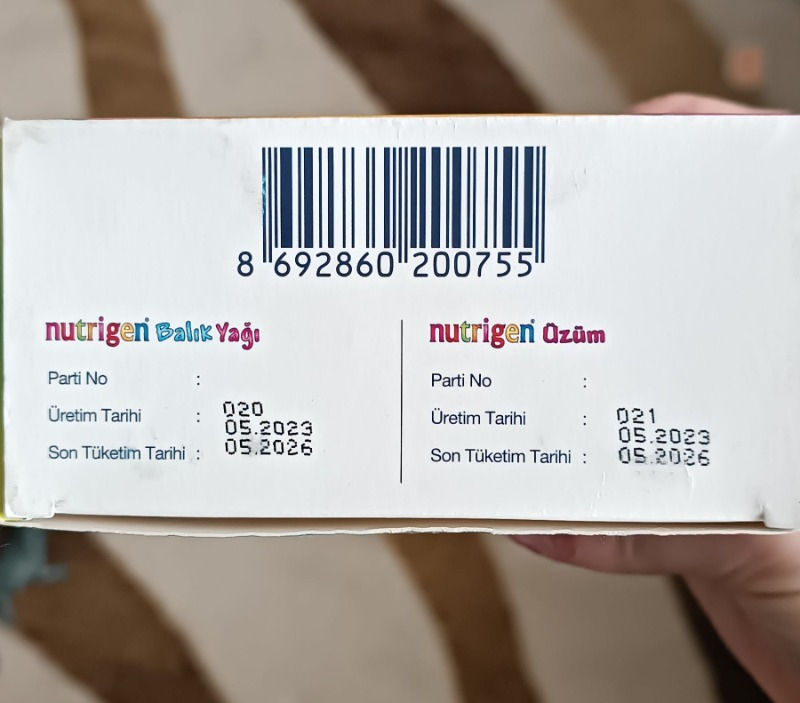 8 692860 200755
nutrigen Balık Yağı
Parti No :
Üretim Tarihi : 020
05.2023
Son Tüketim Tarihi : 05.2026
nutrigen Üzüm
Parti No :
Üretim Tarihi : 021
05.2023
Son Tüketim Tarihi : 05.2026